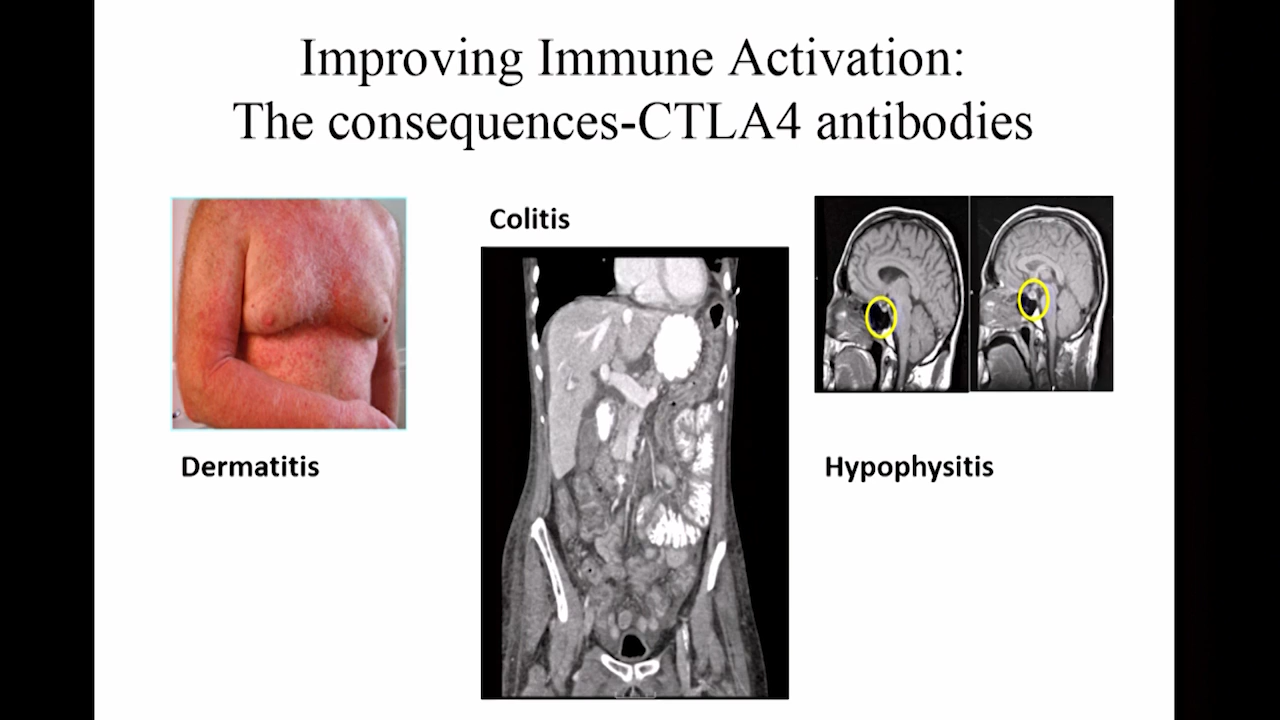 Improving Immune Activation:
The consequences-CTLA4 antibodies
Colitis
Dermatitis
Hypophysitis